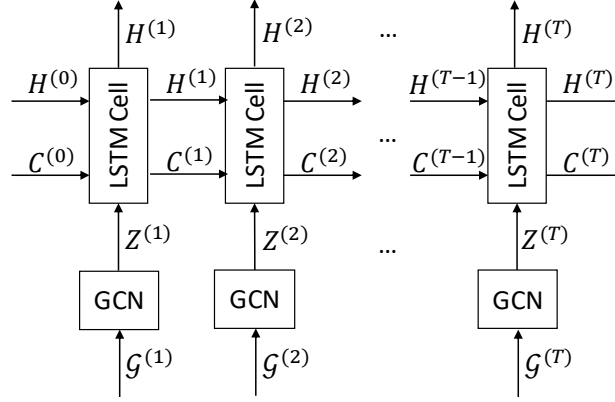 H^{(1)} H^{(2)} ... H^{(T)}
H^{(0)} LSTM Cell H^{(1)} LSTM Cell H^{(2)} H^{(T−1)} LSTM Cell H^{(T)}
...
C^{(0)} C^{(1)} C^{(2)} C^{(T−1)} C^{(T)}
Z^{(1)} Z^{(2)} ... Z^{(T)}
GCN GCN GCN
𝒢^{(1)} 𝒢^{(2)} 𝒢^{(T)}